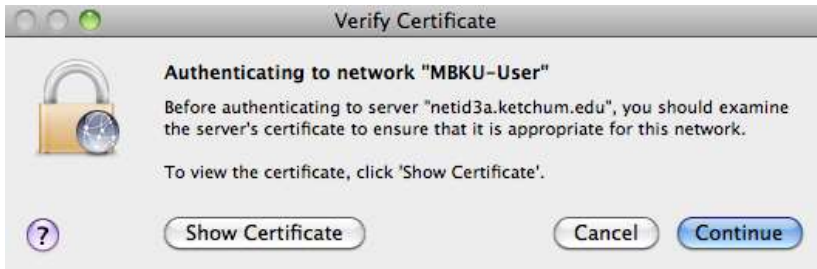 Verify Certificate
Authenticating to network "MBKU-User"
Before authenticating to server "netid3a.ketchum.edu", you should examine
the server's certificate to ensure that it is appropriate for this network.
To view the certificate, click 'Show Certificate'.
?
Show Certificate
Cancel
Continue